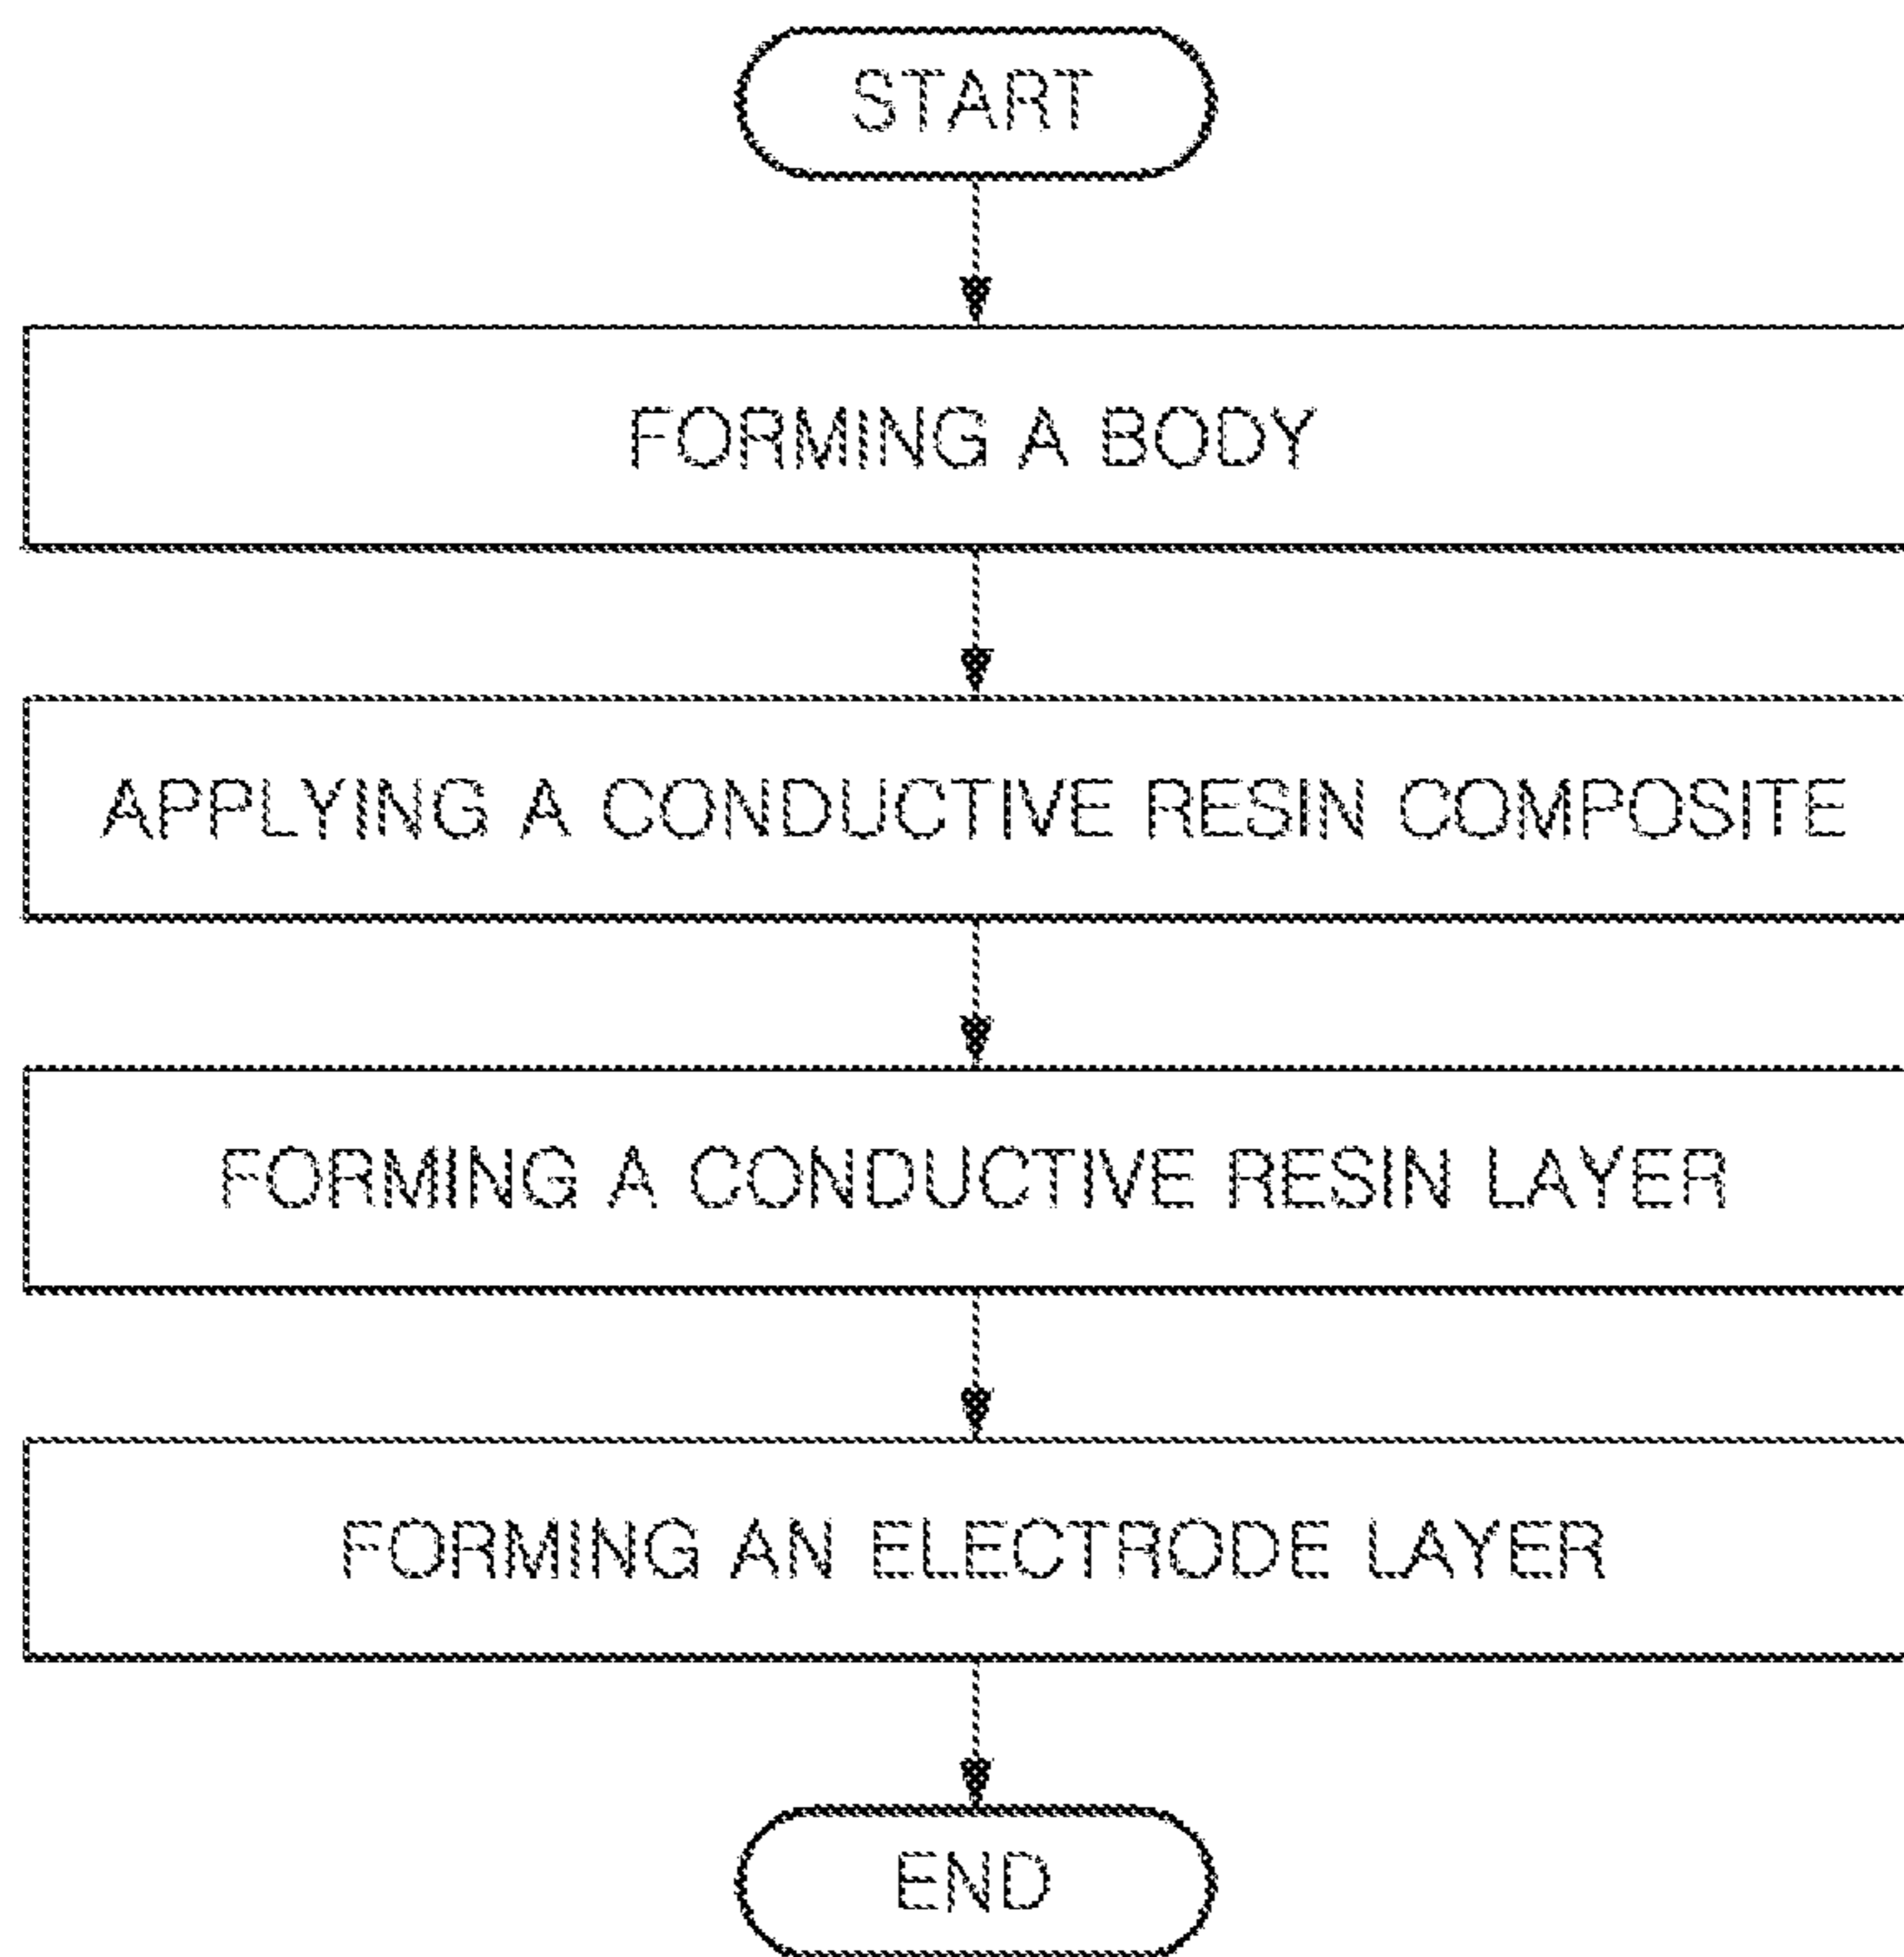 START
FORMING A BODY
APPLYING A CONDUCTIVE RESIN COMPOSITE
FORMING A CONDUCTIVE RESIN LAYER
FORMING AN ELECTRODE LAYER
END